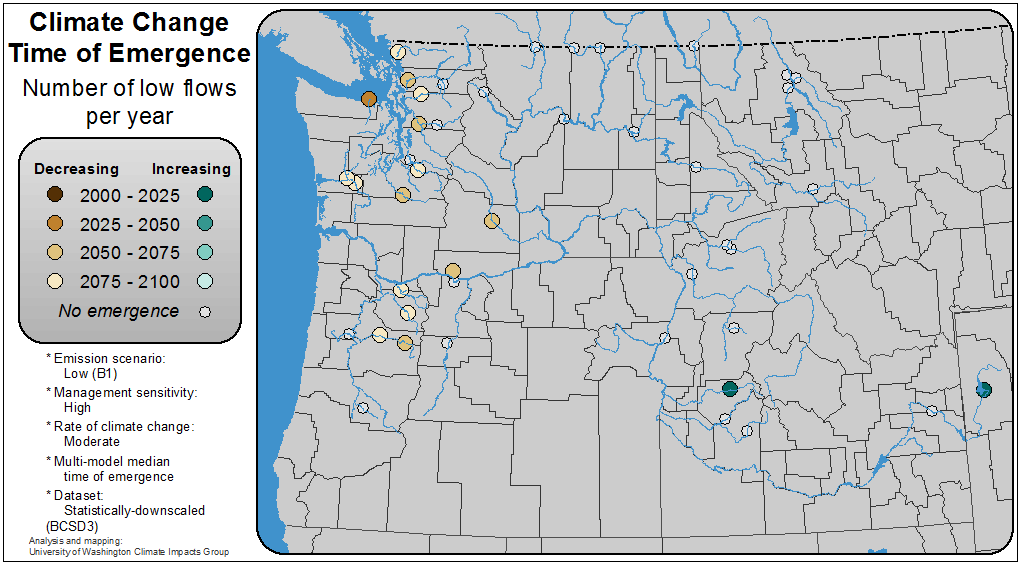 Climate Change
Time of Emergence
Number of low flows
per year
Decreasing Increasing
2000 - 2025
2025 - 2050
2050 - 2075
2075 - 2100
No emergence
* Emission scenario:
Low (B1)
* Management sensitivity:
High
* Rate of climate change:
Moderate
* Multi-model median
time of emergence
* Dataset:
Statistically-downscaled
(BCSD3)
Analysis and mapping:
University of Washington Climate Impacts Group